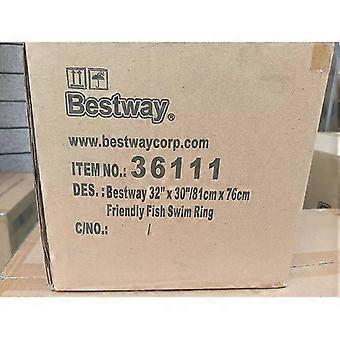 Bestway®
www.bestwaycorp.com
ITEM NO.: 36111
DES. : Bestway 32" x 30"/81cm x 76cm
Friendly Fish Swim Ring
C/NO.: /